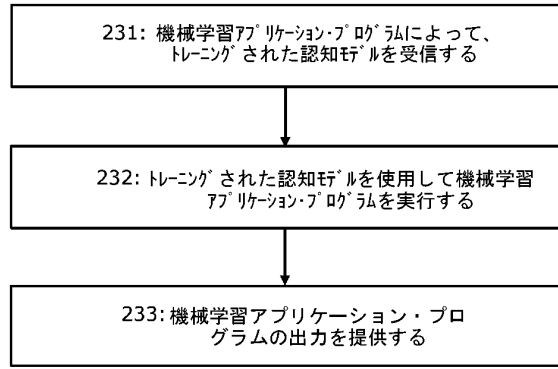 231: 機械学習ｱﾌﾟﾘｹｰｼｮﾝ･ﾌﾟﾛｸﾞﾗﾑによって、
ﾄﾚｰﾆﾝｸﾞされた認知ﾓﾃﾞﾙを受信する
232: ﾄﾚｰﾆﾝｸﾞされた認知ﾓﾃﾞﾙを使用して機械学習
ｱﾌﾟﾘｹｰｼｮﾝ･ﾌﾟﾛｸﾞﾗﾑを実行する
233: 機械学習アプリケーション・プロ
グラムの出力を提供する